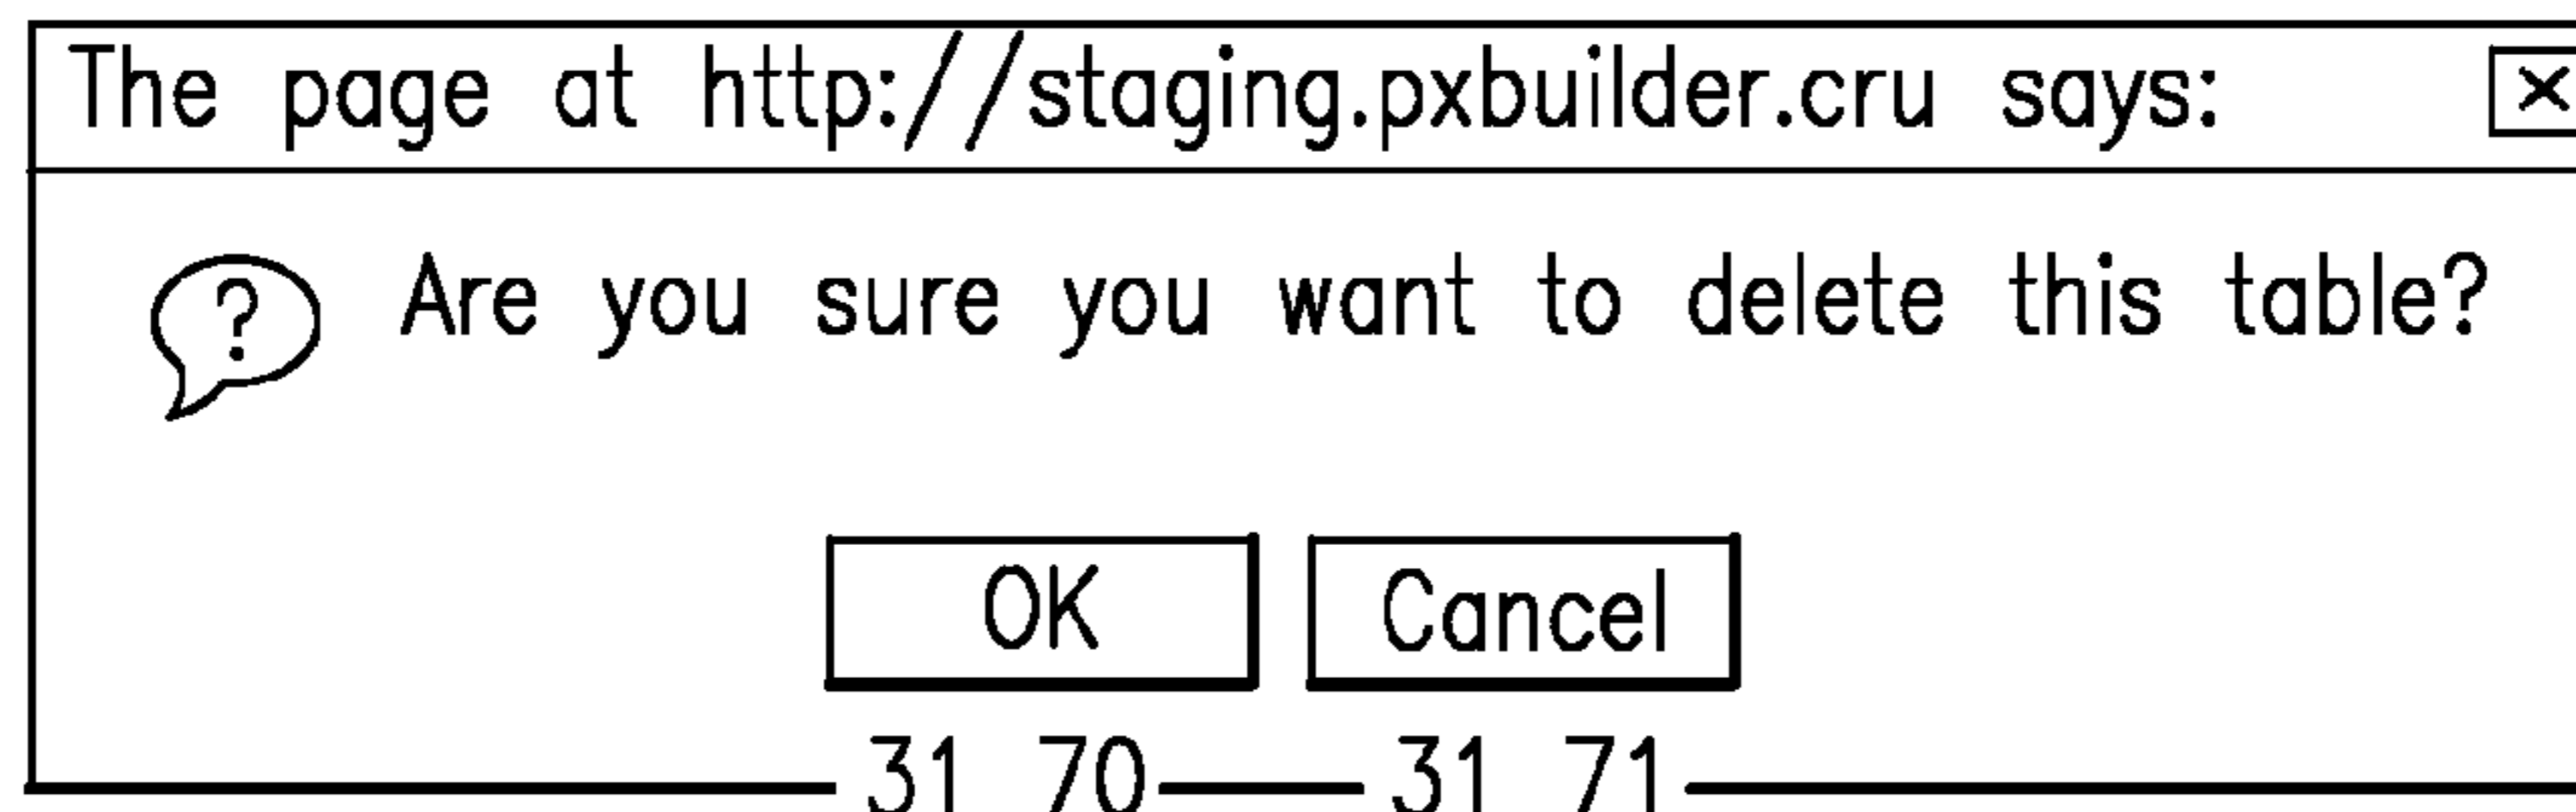 The page at http://staging.pxbuilder.cru says:
? Are you sure you want to delete this table?
OK Cancel
31 70 31 71